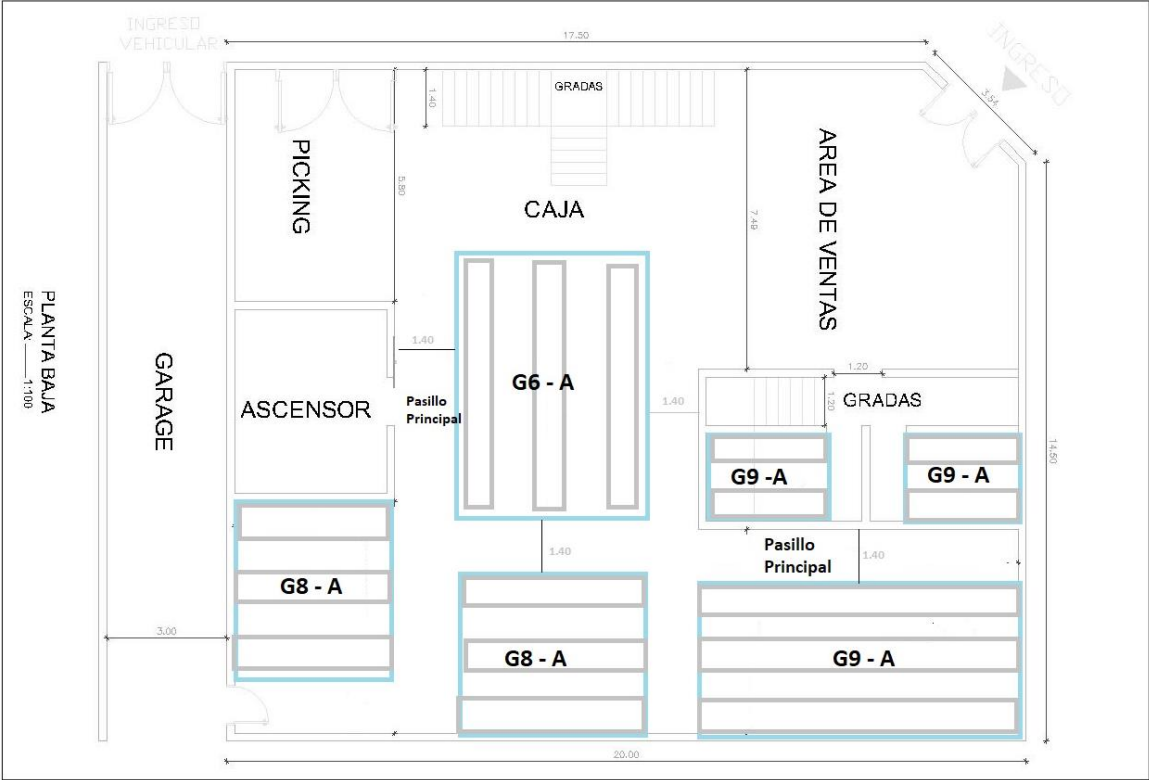 INGRESO
VEHICULAR
17.50
INGRESO
3.54
GRADAS
1.40
PICKING
5.80
CAJA
7.49
AREA DE VENTAS
PLANTA BAJA
ESCALA: 1:100
GARAGE
1.40
ASCENSOR
Pasillo
Principal
G6 - A
1.40
1.20
1.20
GRADAS
14.50
G9 -A
G9 - A
G8 - A
1.40
Pasillo
Principal
1.40
3.00
G8 - A
G9 - A
20.00